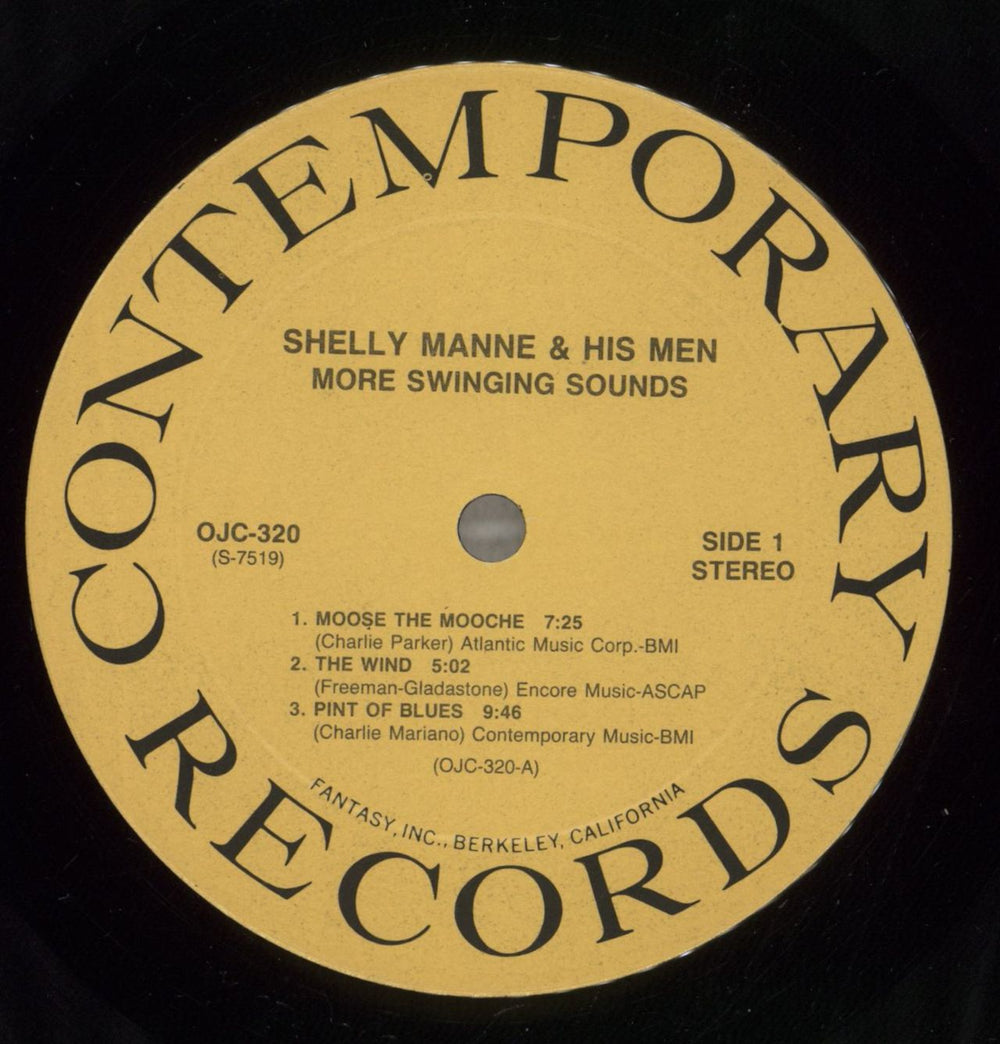 CONTEMPORARY
SHELLY MANNE & HIS MEN
MORE SWINGING SOUNDS
OJC-320
(S-7519)
SIDE 1
STEREO
1. MOOSE THE MOOCHE 7:25
(Charlie Parker) Atlantic Music Corp.-BMI
2. THE WIND 5:02
(Freeman-Gladastone) Encore Music-ASCAP
3. PINT OF BLUES 9:46
(Charlie Mariano) Contemporary Music-BMI
(OJC-320-A)
FANTASY, INC., BERKELEY, CALIFORNIA
RECORDS